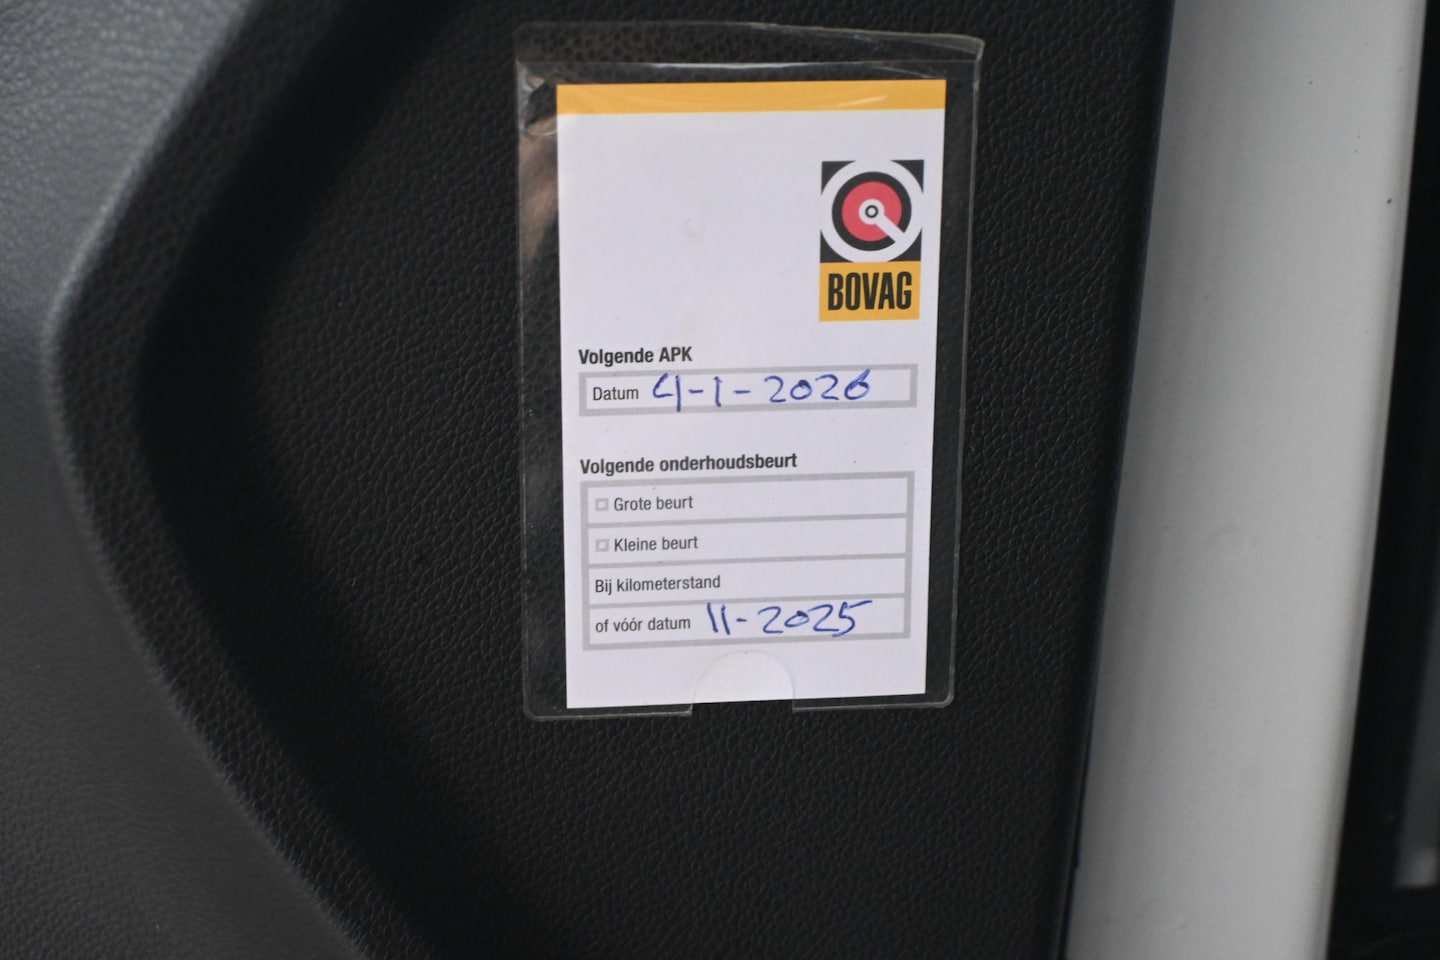 BOVAG
Volgende APK
Datum 4-1-2026
Volgende onderhoudsbeurt
Grote beurt
Kleine beurt
Bij kilometerstand
of vóór datum 11-2025